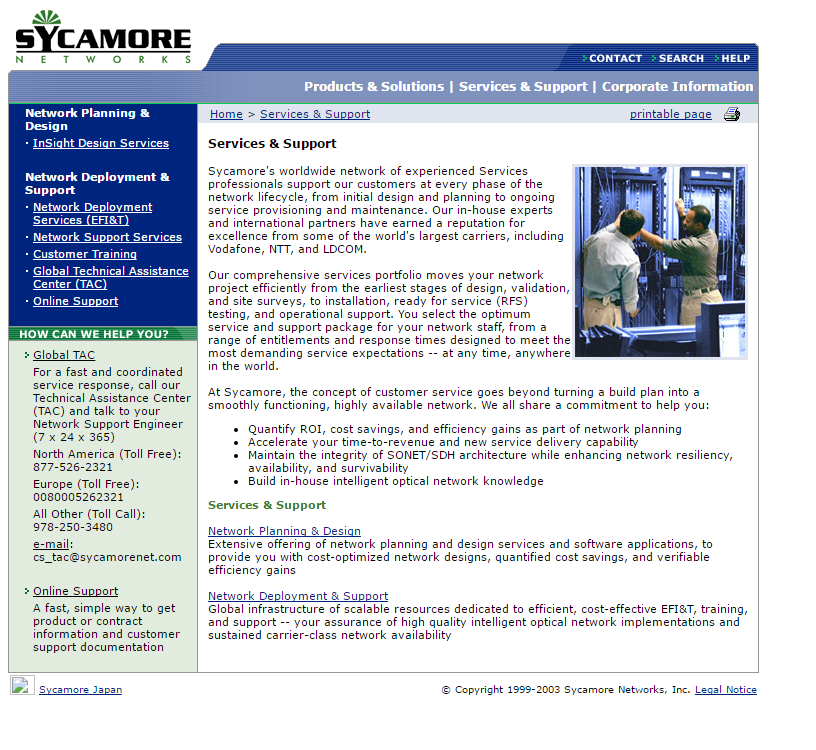 SYCAMORE
NETWORKS
CONTACT SEARCH HELP
Products & Solutions | Services & Support | Corporate Information
Network Planning &
Design
· InSight Design Services
Network Deployment &
Support
· Network Deployment
Services (EFI&T)
· Network Support Services
· Customer Training
· Global Technical Assistance
Center (TAC)
· Online Support
HOW CAN WE HELP YOU?
Global TAC
For a fast and coordinated
service response, call our
Technical Assistance Center
(TAC) and talk to your
Network Support Engineer
(7 x 24 x 365)
North America (Toll Free):
877-526-2321
Europe (Toll Free):
0080005262321
All Other (Toll Call):
978-250-3480
e-mail:
cs_tac@sycamorenet.com
Online Support
A fast, simple way to get
product or contract
information and customer
support documentation
Home > Services & Support
printable page
Services & Support
Sycamore's worldwide network of experienced Services
professionals support our customers at every phase of the
network lifecycle, from initial design and planning to ongoing
service provisioning and maintenance. Our in-house experts
and international partners have earned a reputation for
excellence from some of the world's largest carriers, including
Vodafone, NTT, and LDCOM.
Our comprehensive services portfolio moves your network
project efficiently from the earliest stages of design, validation,
and site surveys, to installation, ready for service (RFS)
testing, and operational support. You select the optimum
service and support package for your network staff, from a
range of entitlements and response times designed to meet the
most demanding service expectations -- at any time, anywhere
in the world.
At Sycamore, the concept of customer service goes beyond turning a build plan into a
smoothly functioning, highly available network. We all share a commitment to help you:
• Quantify ROI, cost savings, and efficiency gains as part of network planning
• Accelerate your time-to-revenue and new service delivery capability
• Maintain the integrity of SONET/SDH architecture while enhancing network resiliency,
availability, and survivability
• Build in-house intelligent optical network knowledge
Services & Support
Network Planning & Design
Extensive offering of network planning and design services and software applications, to
provide you with cost-optimized network designs, quantified cost savings, and verifiable
efficiency gains
Network Deployment & Support
Global infrastructure of scalable resources dedicated to efficient, cost-effective EFI&T, training,
and support -- your assurance of high quality intelligent optical network implementations and
sustained carrier-class network availability
Sycamore Japan
© Copyright 1999-2003 Sycamore Networks, Inc. Legal Notice